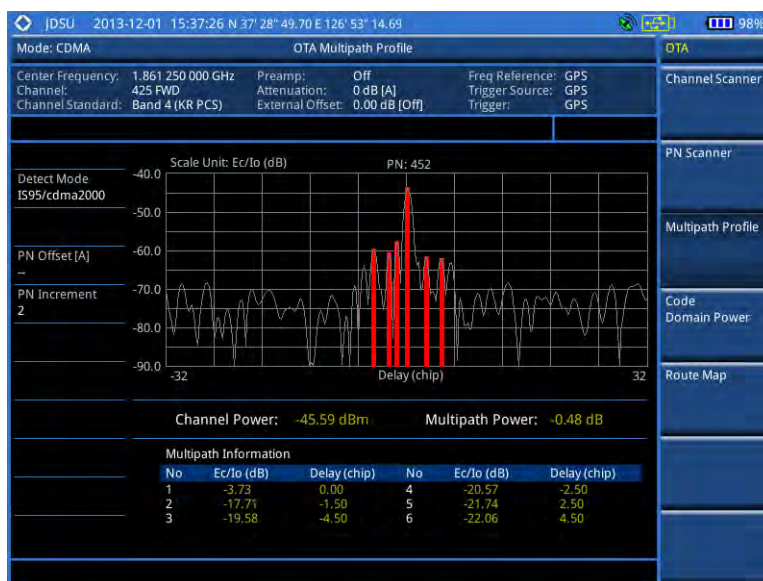 JDSU 2013-12-01 15:37:26 N 37' 28" 49.70 E 126' 53" 14.69 98%
Mode: CDMA OTA Multipath Profile OTA
Center Frequency: 1.861 250 000 GHz Preamp: Off Freq Reference: GPS
Channel: 425 FWD Attenuation: 0 dB [A] Trigger Source: GPS
Channel Standard: Band 4 (KR PCS) External Offset: 0.00 dB [Off] Trigger: GPS
Channel Scanner
PN Scanner
Multipath Profile
Code
Domain Power
Route Map
Detect Mode
IS95/cdma2000
PN Offset [A]
--
PN Increment
2
Scale Unit: Ec/Io (dB) PN: 452
-40.0
-50.0
-60.0
-70.0
-80.0
-90.0
-32 Delay (chip) 32
Channel Power: -45.59 dBm Multipath Power: -0.48 dB
Multipath Information
No Ec/Io (dB) Delay (chip) No Ec/Io (dB) Delay (chip)
1 -3.73 0.00 4 -20.57 -2.50
2 -17.71 -1.50 5 -21.74 2.50
3 -19.58 -4.50 6 -22.06 4.50